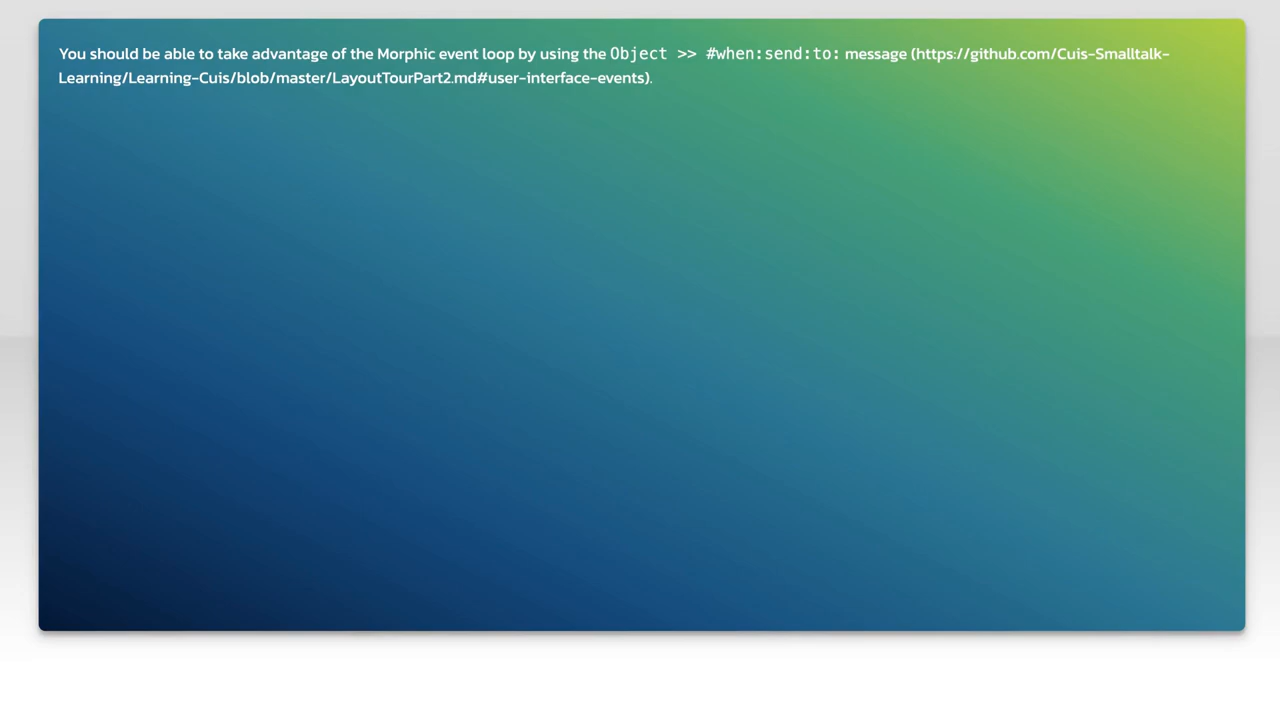 You should be able to take advantage of the Morphic event loop by using the Object >> #when:send:to: message (https://github.com/Cuis-Smalltalk-
Learning/Learning-Cuis/blob/master/LayoutTourPart2.md#user-interface-events).